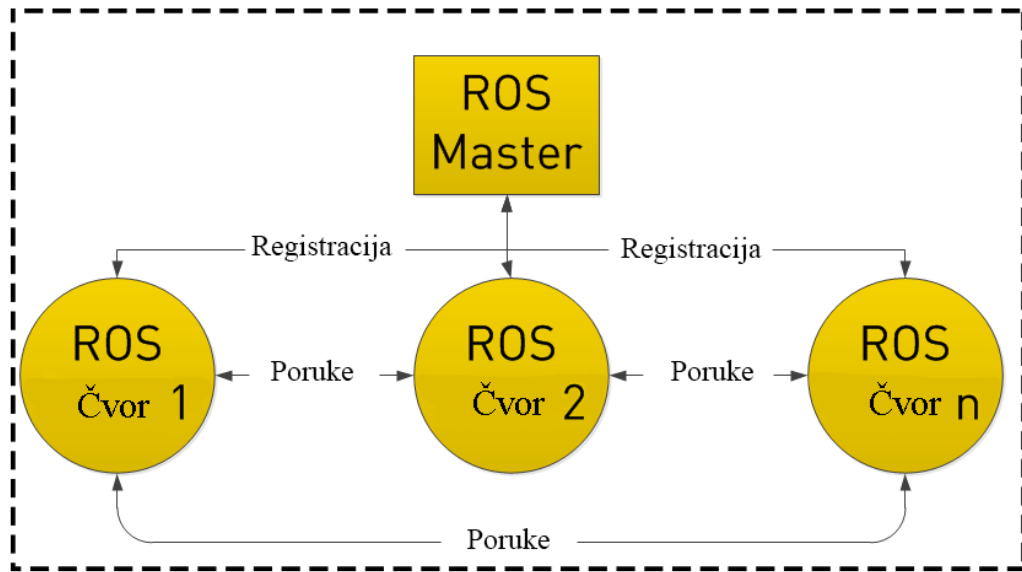 ROS
Master
Registracija
Registracija
ROS
Čvor 1
Poruke
ROS
Čvor 2
Poruke
ROS
Čvor n
Poruke